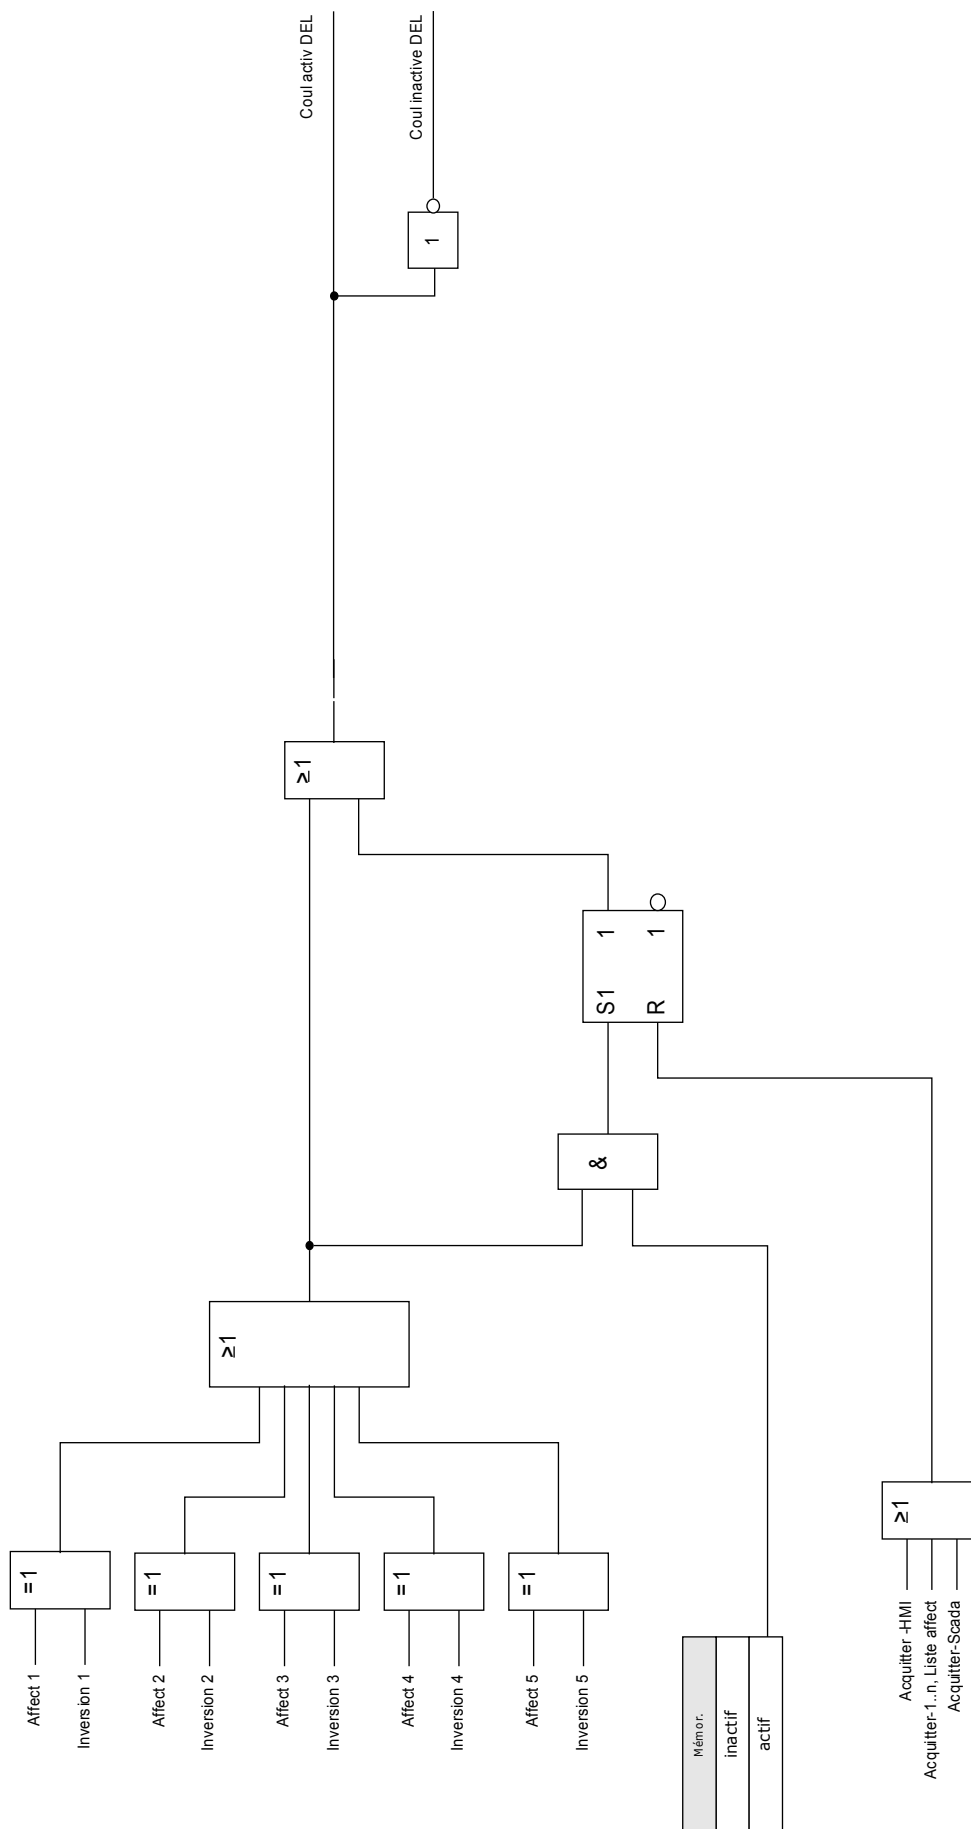 Affect 1
Inversion 1
Affect 2
Inversion 2
Affect 3
Inversion 3
Affect 4
Inversion 4
Affect 5
Inversion 5
=1
=1
=1
=1
=1
≥1
Mémor.
inactif
actif
&
Acquitter -HMI
Acquitter-1..n, Liste affect
Acquitter-Scada
≥1
S1 1
R 1
≥1
1
Coul activ DEL
Coul inactive DEL